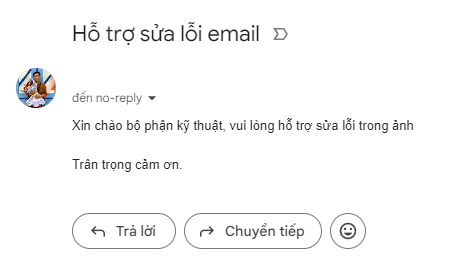 Hỗ trợ sửa lỗi email
đến no-reply
Xin chào bộ phận kỹ thuật, vui lòng hỗ trợ sửa lỗi trong ảnh
Trân trọng cảm ơn.
Trả lời
Chuyển tiếp